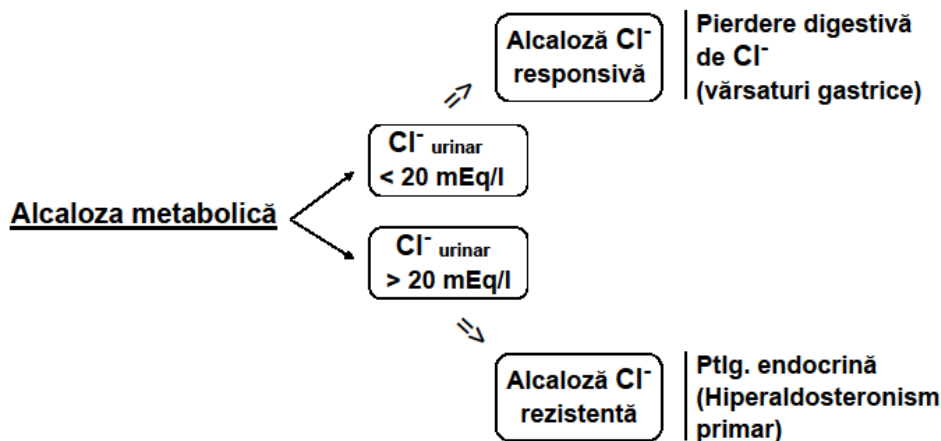 Alcaloza metabolică
Cl⁻ urinar
< 20 mEq/l
Alcaloză Cl⁻
responsivă
Pierdere digestivă
de Cl⁻
(vărsaturi gastrice)
Cl⁻ urinar
> 20 mEq/l
Alcaloză Cl⁻
rezistentă
Ptlg. endocrină
(Hiperaldosteronism
primar)